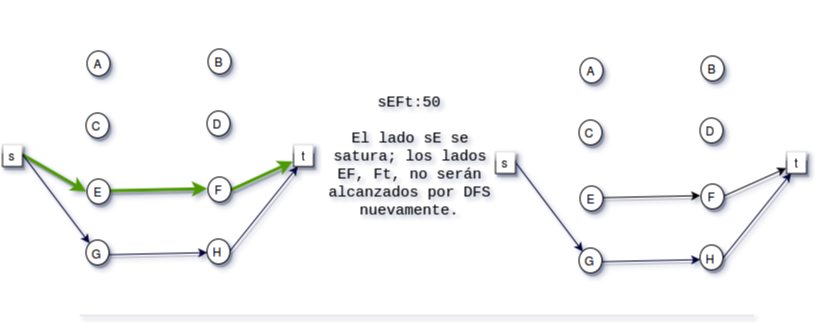 A
B
C
D
s
t
E
F
G
H
sEFt:50
El lado sE se
satura; los lados
EF, Ft, no serán
alcanzados por DFS
nuevamente.
A
B
C
D
s
t
E
F
G
H